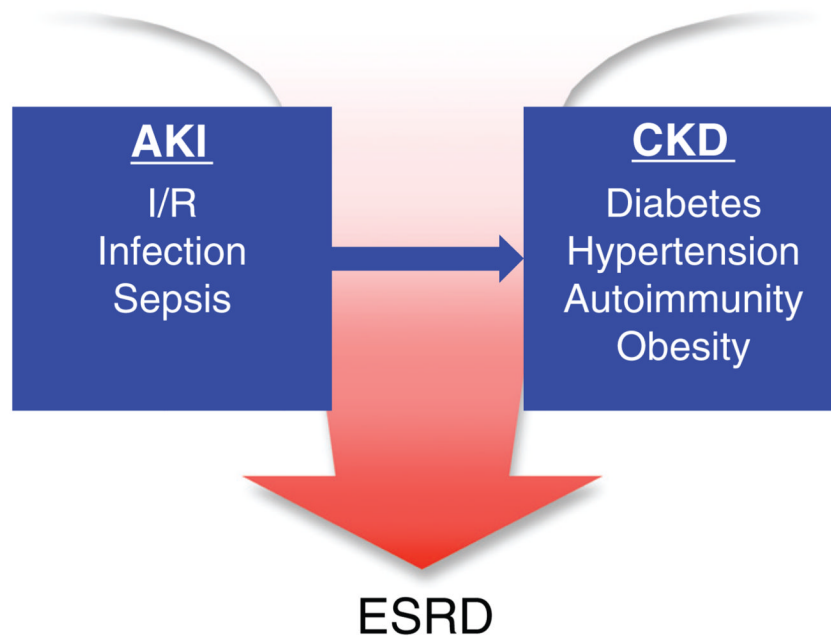 AKI
I/R
Infection
Sepsis
CKD
Diabetes
Hypertension
Autoimmunity
Obesity
ESRD